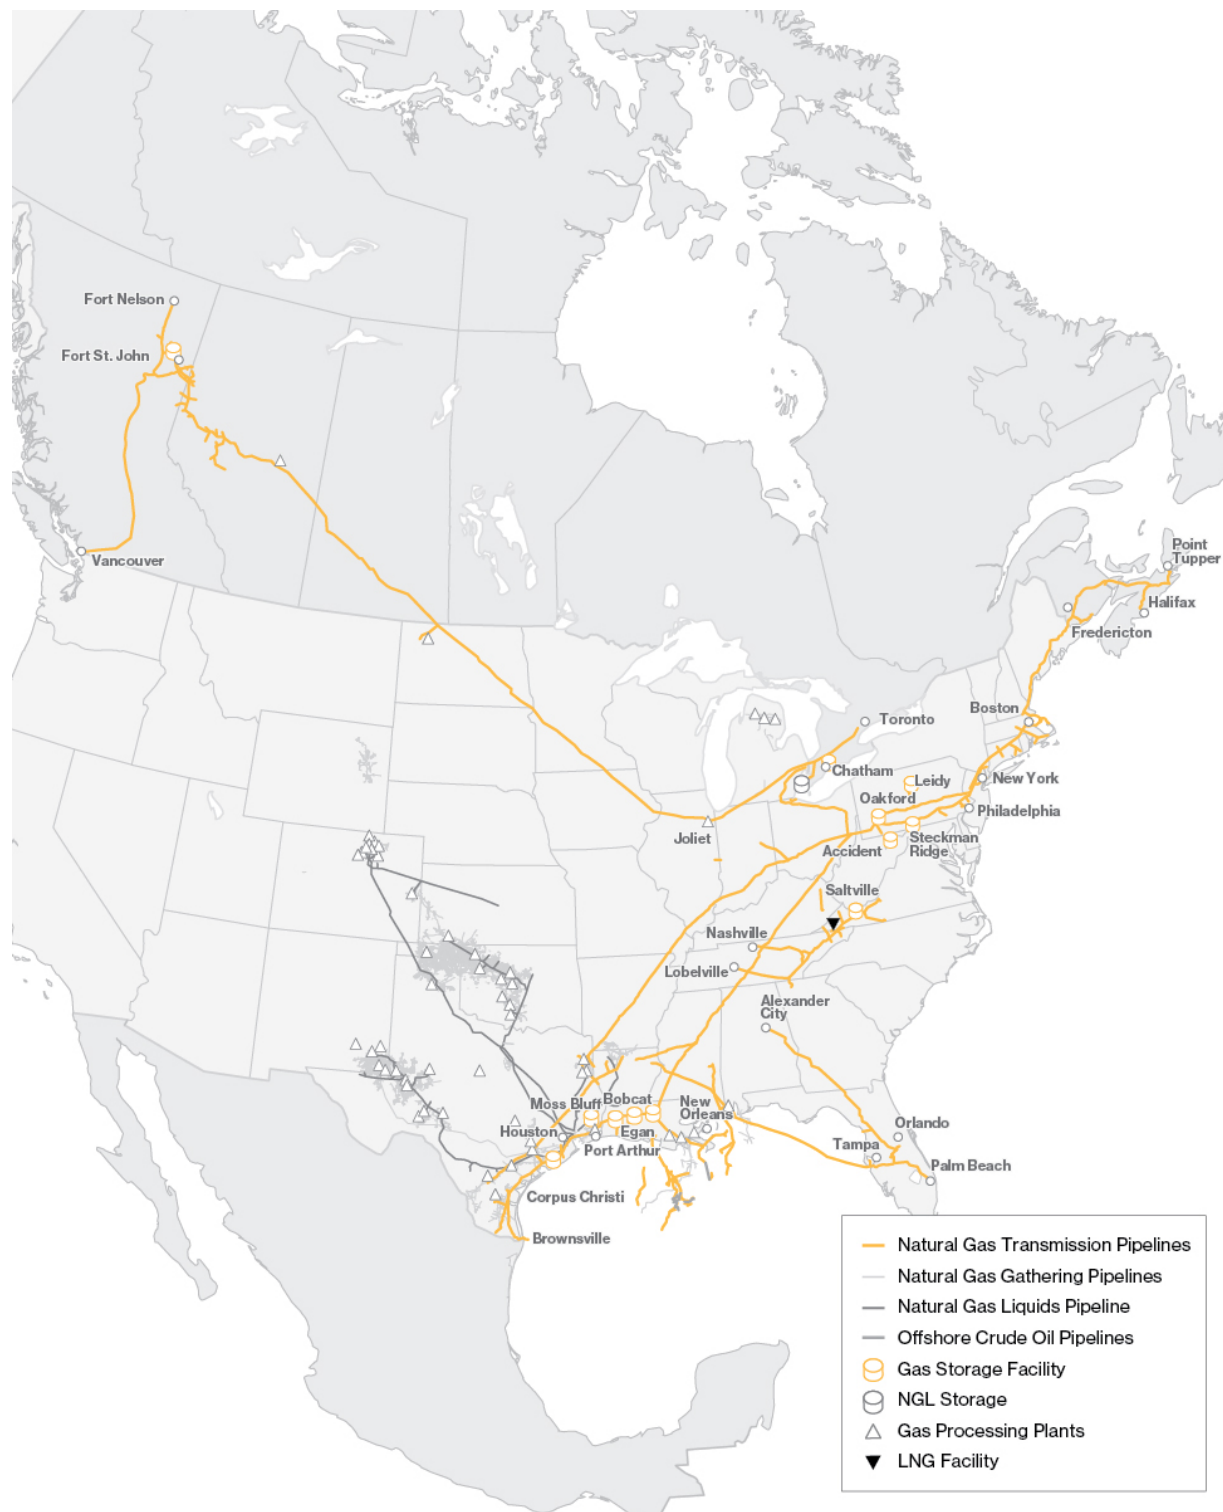 Fort Nelson
Fort St. John
Vancouver
Point
Tupper
Halifax
Fredericton
Boston
Toronto
Chatham
Leidy
New York
Oakford
Philadelphia
Joliet
Accident
Steckman
Ridge
Saltville
Nashville
Lobelville
Alexander
City
Moss Bluff
Bobcat
New
Orleans
Houston
Egan
Port Arthur
Orlando
Tampa
Palm Beach
Corpus Christi
Brownsville
Natural Gas Transmission Pipelines
Natural Gas Gathering Pipelines
Natural Gas Liquids Pipeline
Offshore Crude Oil Pipelines
Gas Storage Facility
NGL Storage
Gas Processing Plants
LNG Facility